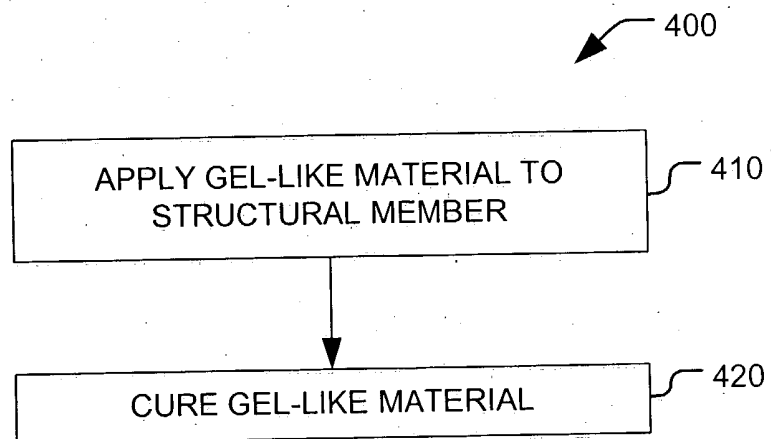 400
APPLY GEL-LIKE MATERIAL TO
STRUCTURAL MEMBER
410
CURE GEL-LIKE MATERIAL
420